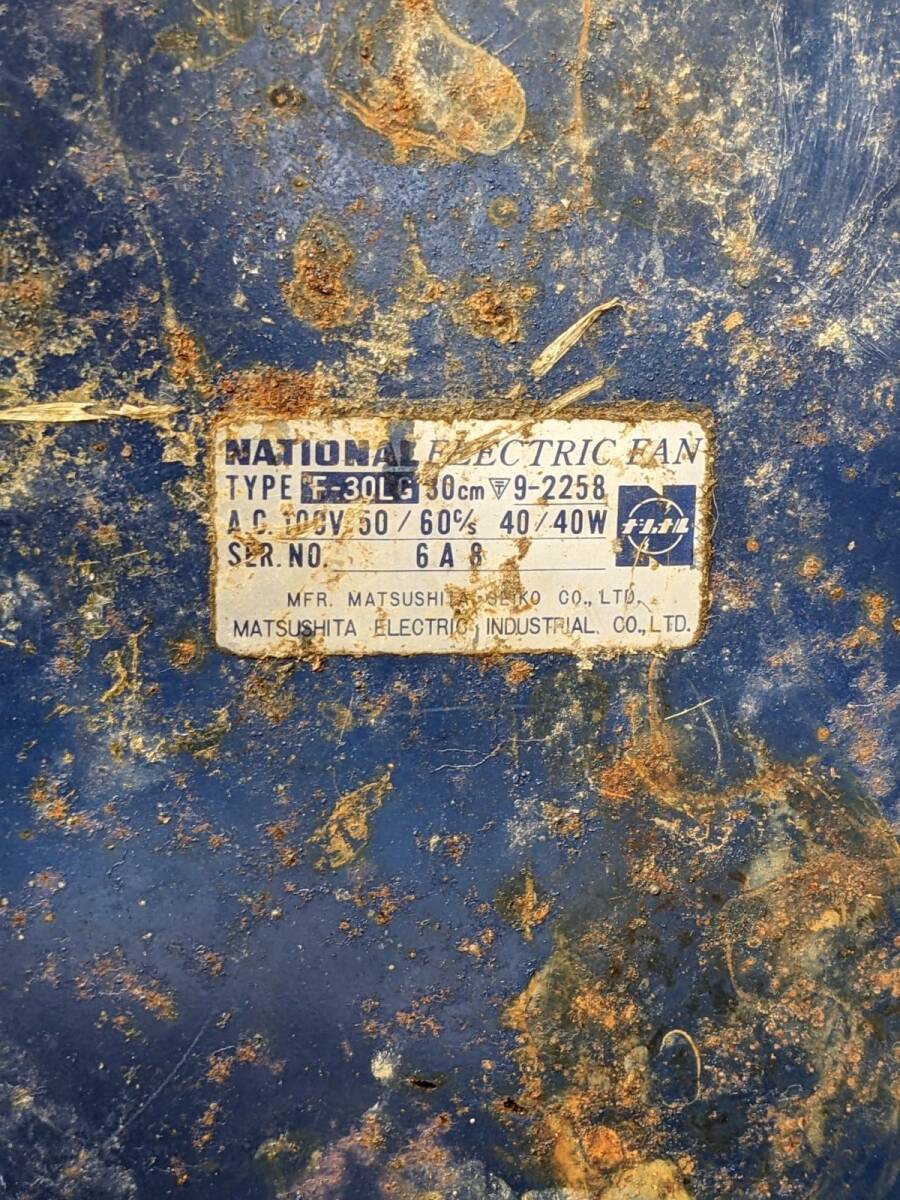 NATIONAL ELECTRIC FAN
TYPE F-30LG 30cm 9-2258
A.C. 100V 50/60c/s 40/40W
ナショナル
SER. NO. 6A8
MFR. MATSUSHITA SEIKO CO., LTD.
MATSUSHITA ELECTRIC INDUSTRIAL. CO., LTD.